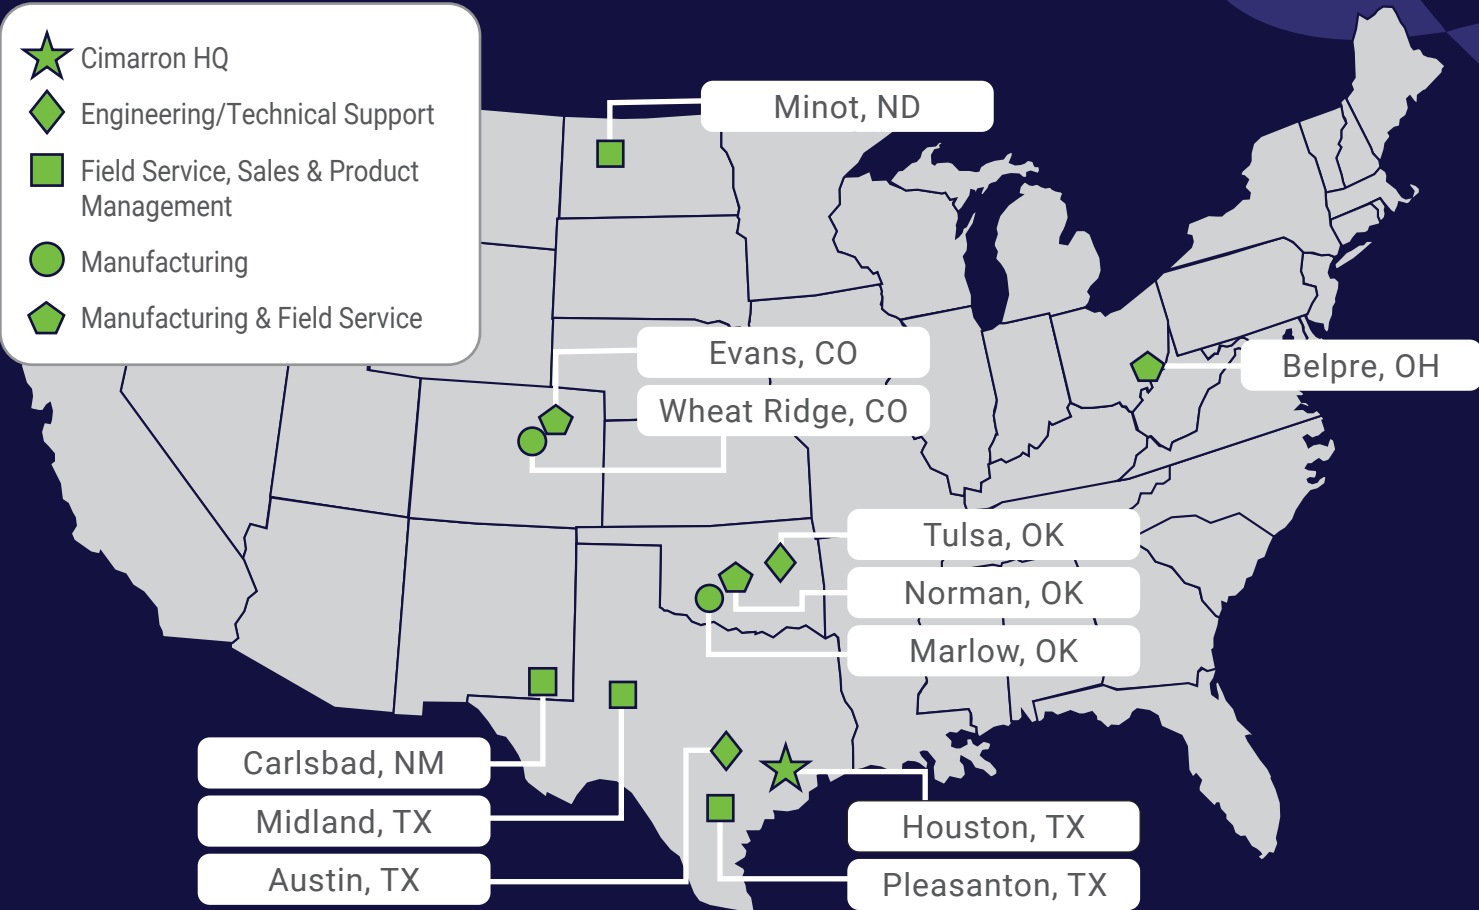 Cimarron HQ
Engineering/Technical Support
Field Service, Sales & Product
Management
Manufacturing
Manufacturing & Field Service
Minot, ND
Evans, CO
Wheat Ridge, CO
Belpre, OH
Tulsa, OK
Norman, OK
Marlow, OK
Carlsbad, NM
Midland, TX
Austin, TX
Houston, TX
Pleasanton, TX